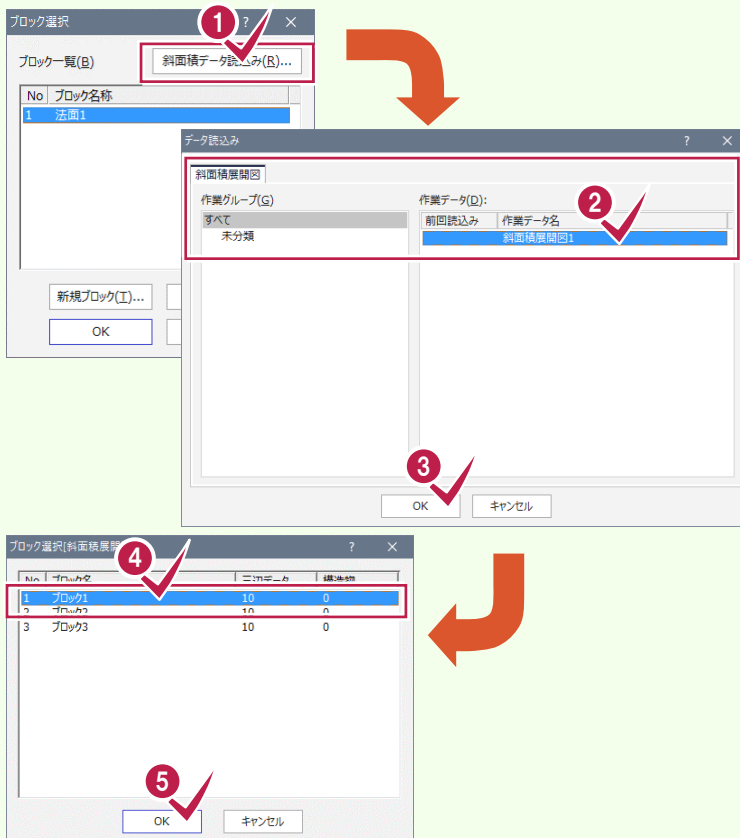 ブロック選択 ? ×
1
ブロック一覧(B) 斜面積データ読込み(R)...
No ブロック名称
1 法面1
新規ブロック(T)...
OK
データ読込み ? ×
斜面積展開図
作業グループ(G) 作業データ(D):
2
すべて 前回読込み 作業データ名
未分類 斜面積展開図1
3
OK キャンセル
ブロック選択[斜面積展開 ? ×
4
No ブロック名 三辺データ 構造物
1 ブロック1 10 0
2 ブロック2 10 0
3 ブロック3 10 0
5
OK キャンセル